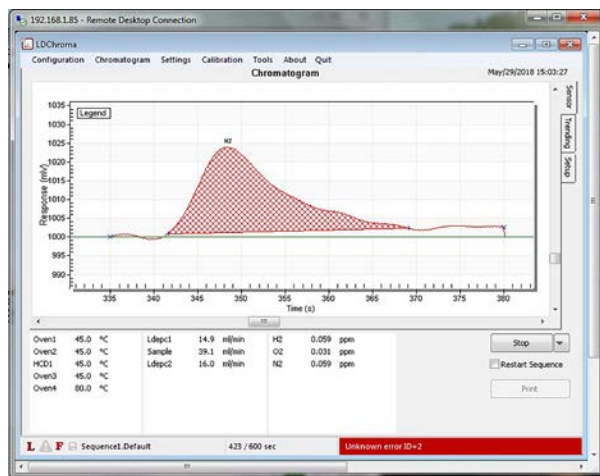 192.168.1.85 - Remote Desktop Connection
LDChroma
Configuration Chromatogram Settings Calibration Tools About Quit
Chromatogram May/29/2018 15:03:27
Legend
N2
Response (mV)
1035
1030
1025
1020
1015
1010
1005
1000
995
990
335 340 345 350 355 360 365 370 375 380
Time (s)
Sensor
Trending
Setup
Oven1 45.0 °C Ldepc1 14.9 ml/min H2 0.059 ppm
Oven2 45.0 °C Sample 39.1 ml/min O2 0.031 ppm
HCD1 45.0 °C Ldepc2 16.0 ml/min N2 0.059 ppm
Oven3 45.0 °C
Oven4 80.0 °C
Stop
Restart Sequence
Print
L F Sequence1.Default 423 / 600 sec Unknown error ID=2